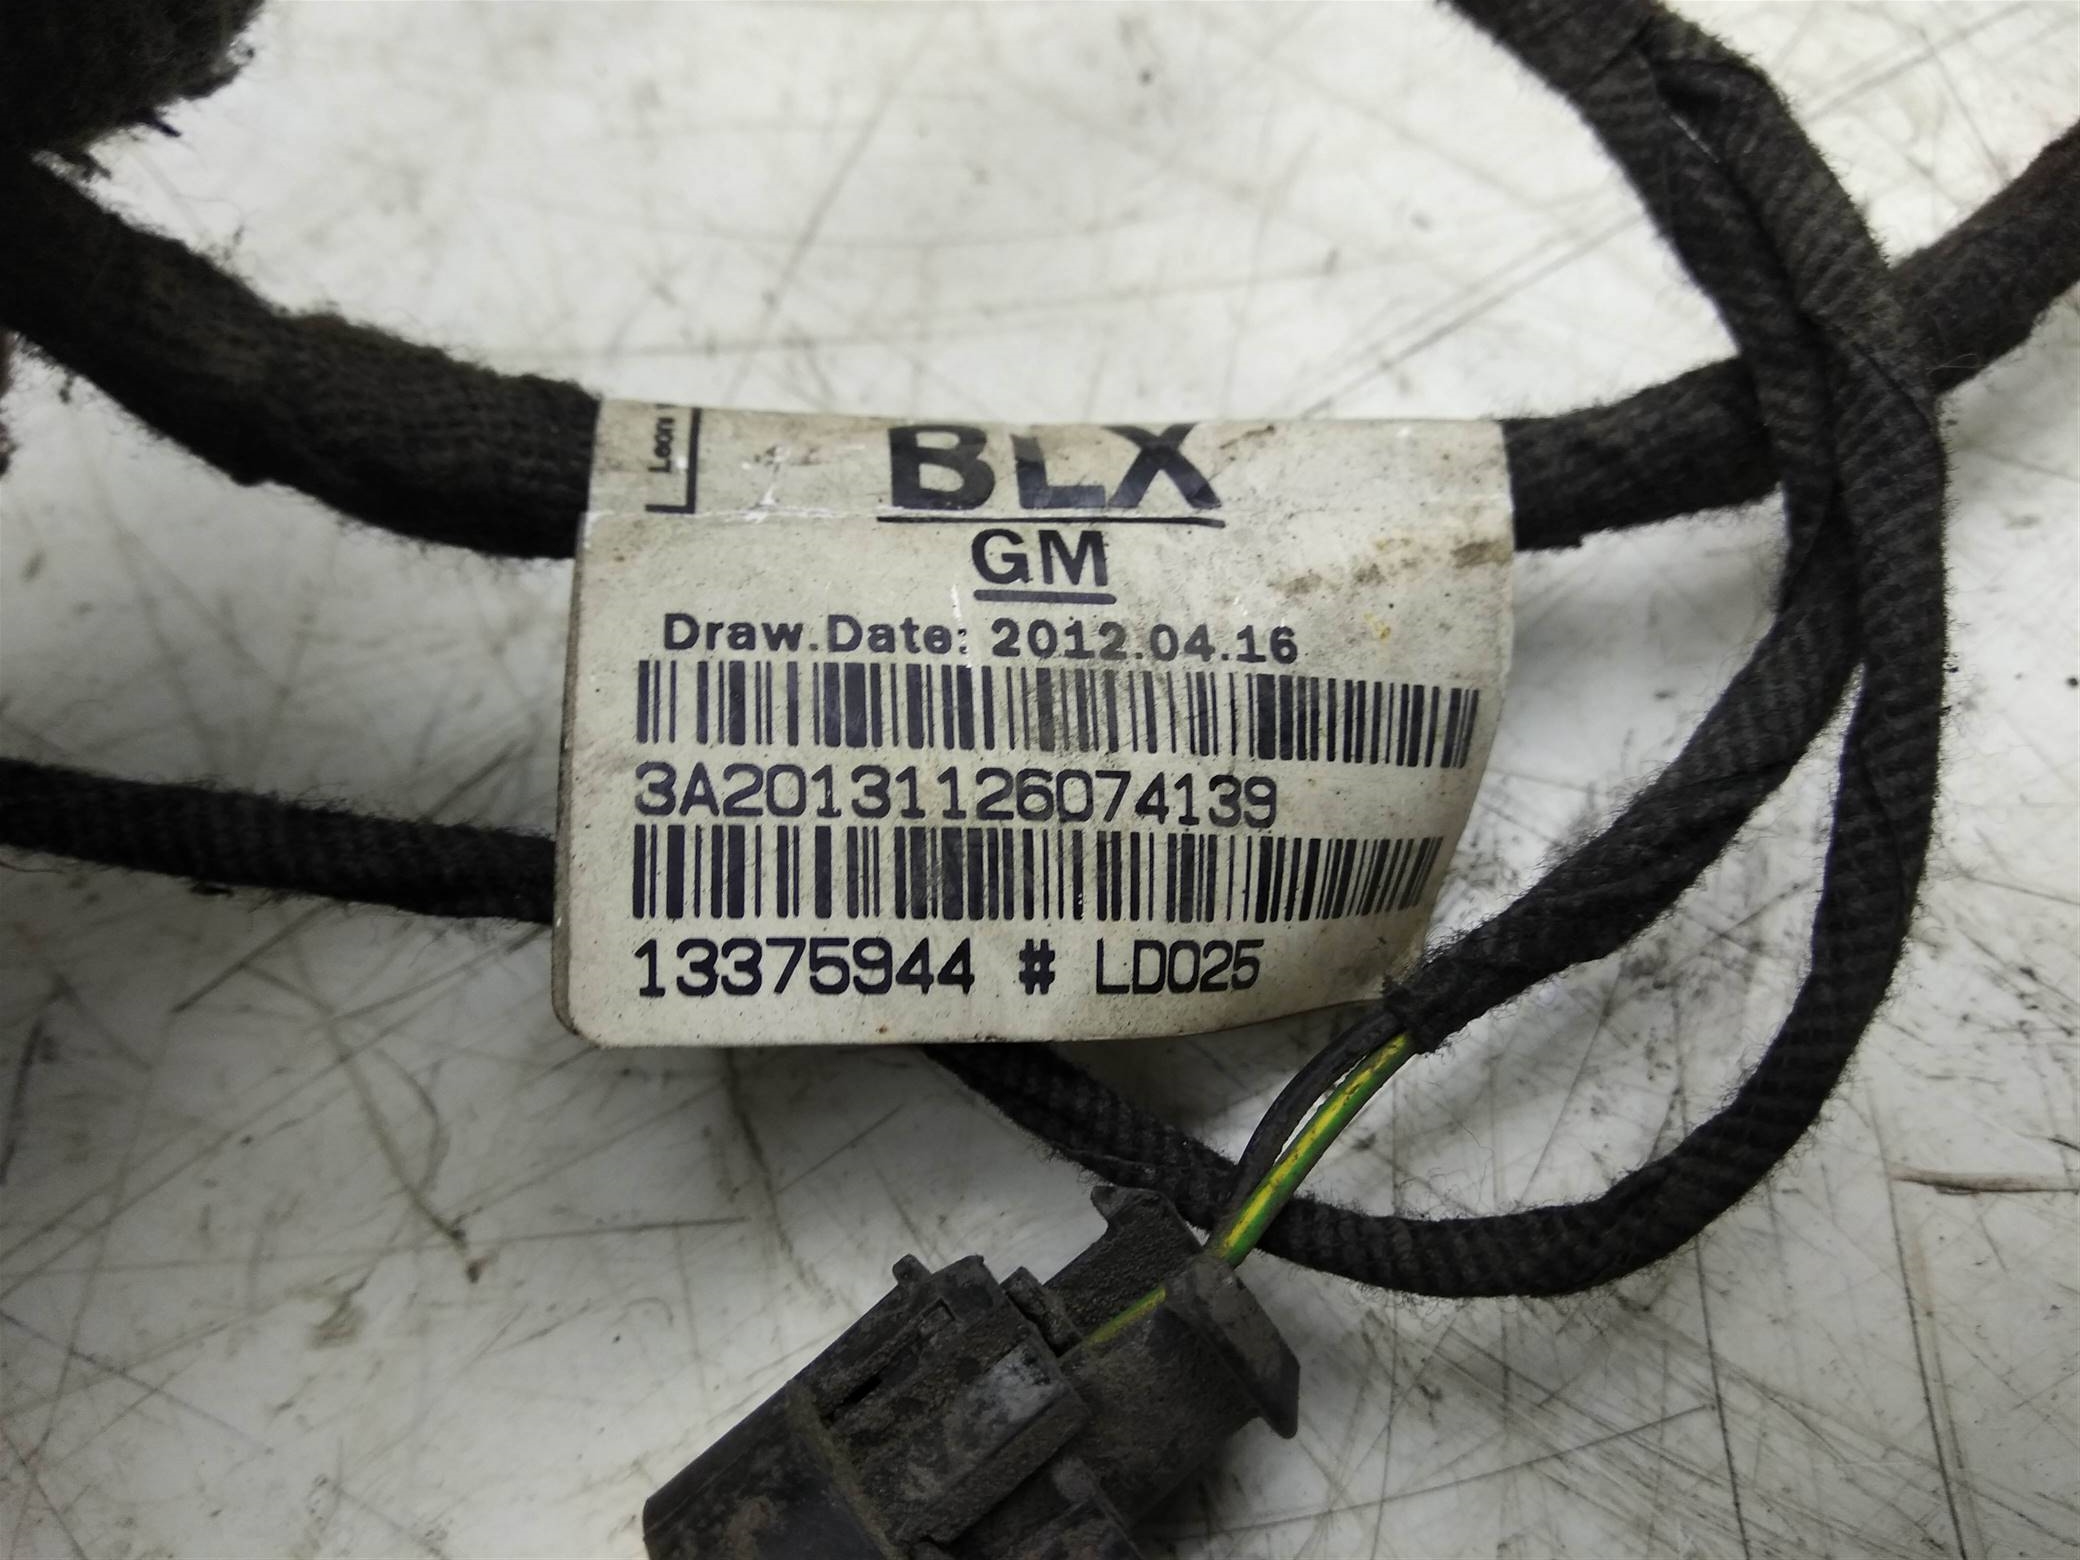 Leon
BLX
GM
Draw.Date: 2012.04.16
3A20131126074139
13375944 # LD025